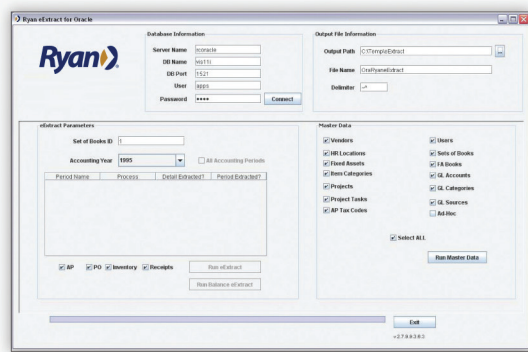 Ryan eExtract for Oracle
Ryan
Database Information
Server Name
DB Name
vis11i
DB Port
1521
User
apps
Password
****
Connect
Output File Information
Output Path
C:\Temp\eExtract
File Name
OraRyaneExtract
Delimiter
~^
eExtract Parameters
Set of Books ID
1
Accounting Year
1995
All Accounting Periods
Period Name Process Detail Extracted? Period Extracted?
AP PO Inventory Receipts
Run eExtract
Run Balance eExtract
Master Data
Vendors
HR Locations
Fixed Assets
Item Categories
Projects
Project Tasks
AP Tax Codes
Users
Sets of Books
FA Books
GL Accounts
GL Categories
GL Sources
Ad-Hoc
Select ALL
Run Master Data
Exit